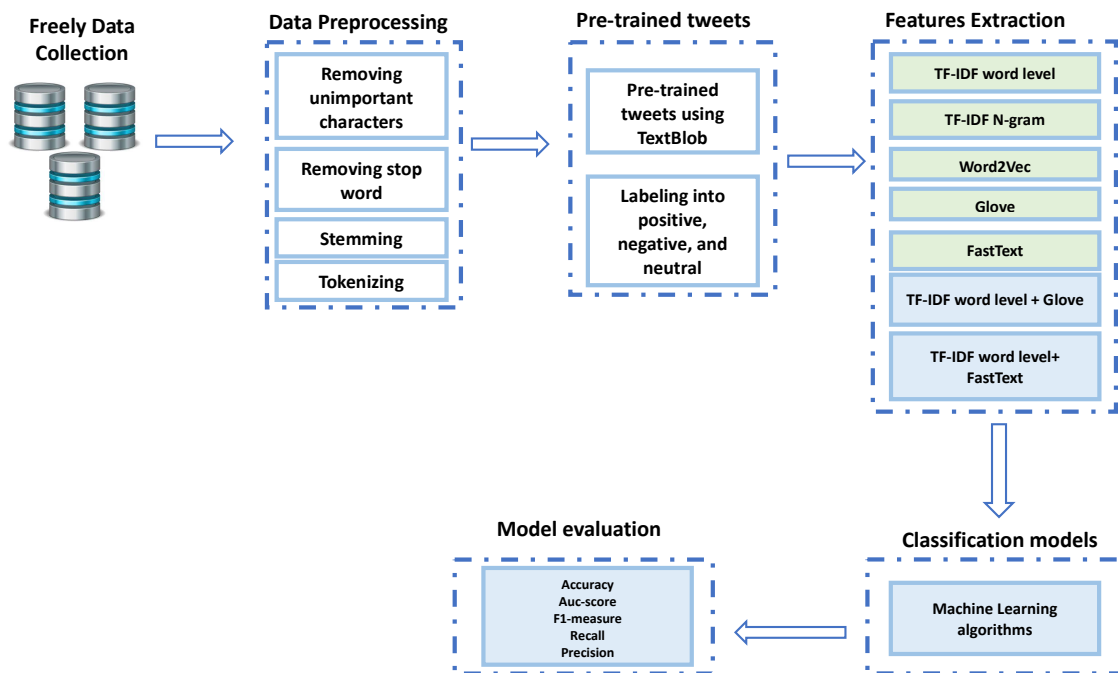 Freely Data
Collection
Data Preprocessing
Removing
unimportant
characters
Removing stop
word
Stemming
Tokenizing
Pre-trained tweets
Pre-trained
tweets using
TextBlob
Labeling into
positive,
negative, and
neutral
Features Extraction
TF-IDF word level
TF-IDF N-gram
Word2Vec
Glove
FastText
TF-IDF word level + Glove
TF-IDF word level+
FastText
Classification models
Machine Learning
algorithms
Model evaluation
Accuracy
Auc-score
F1-measure
Recall
Precision